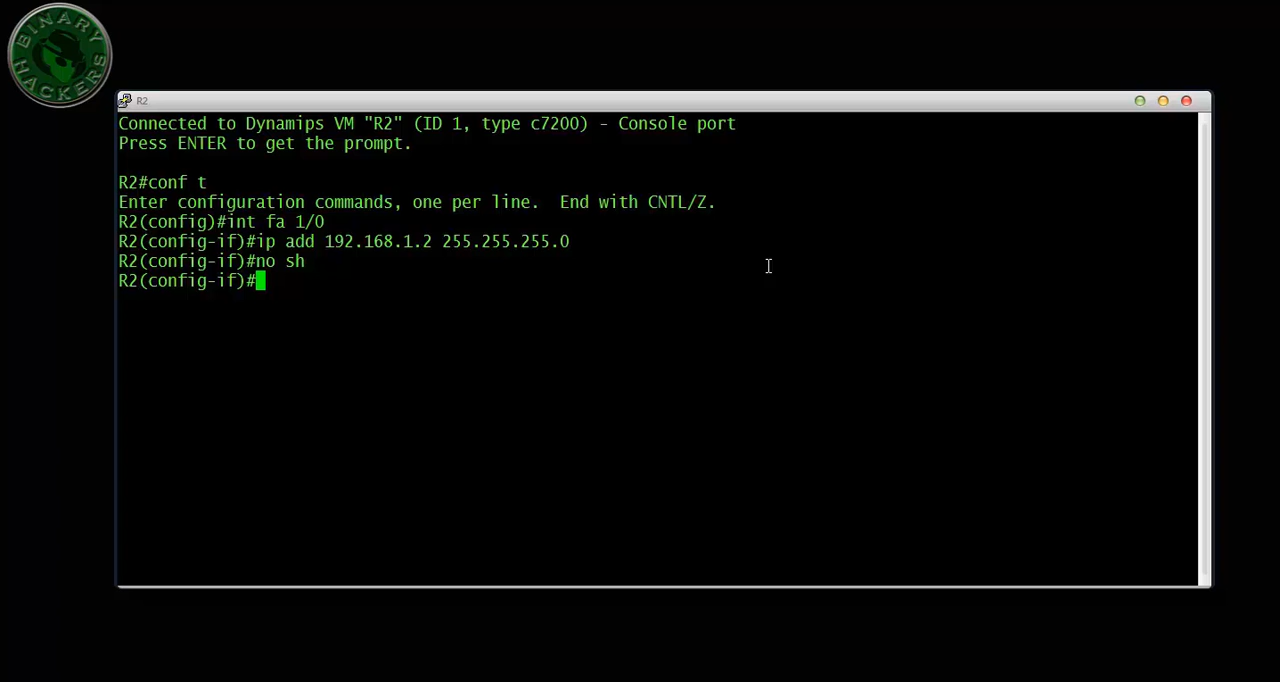 BINARY
HACKERS
R2
Connected to Dynamips VM "R2" (ID 1, type c7200) - Console port
Press ENTER to get the prompt.
R2#conf t
Enter configuration commands, one per line.  End with CNTL/Z.
R2(config)#int fa 1/0
R2(config-if)#ip add 192.168.1.2 255.255.255.0
R2(config-if)#no sh
R2(config-if)#